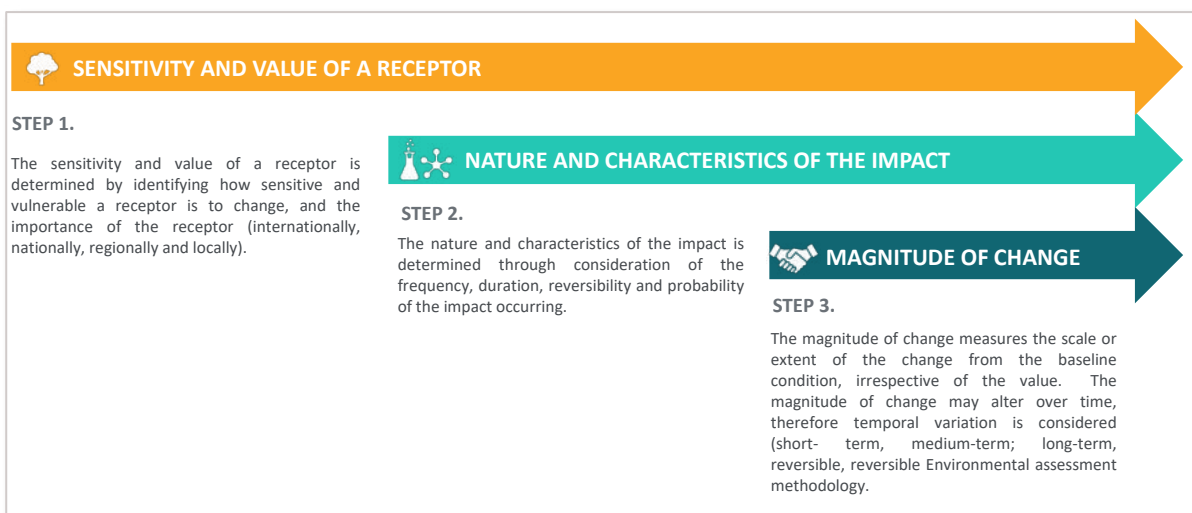 SENSITIVITY AND VALUE OF A RECEPTOR
STEP 1.
The sensitivity and value of a receptor is
determined by identifying how sensitive and
vulnerable a receptor is to change, and the
importance of the receptor (internationally,
nationally, regionally and locally).
NATURE AND CHARACTERISTICS OF THE IMPACT
STEP 2.
The nature and characteristics of the impact is
determined through consideration of the
frequency, duration, reversibility and probability
of the impact occurring.
MAGNITUDE OF CHANGE
STEP 3.
The magnitude of change measures the scale or
extent of the change from the baseline
condition, irrespective of the value. The
magnitude of change may alter over time,
therefore temporal variation is considered
(short- term, medium-term; long-term,
reversible, reversible Environmental assessment
methodology.